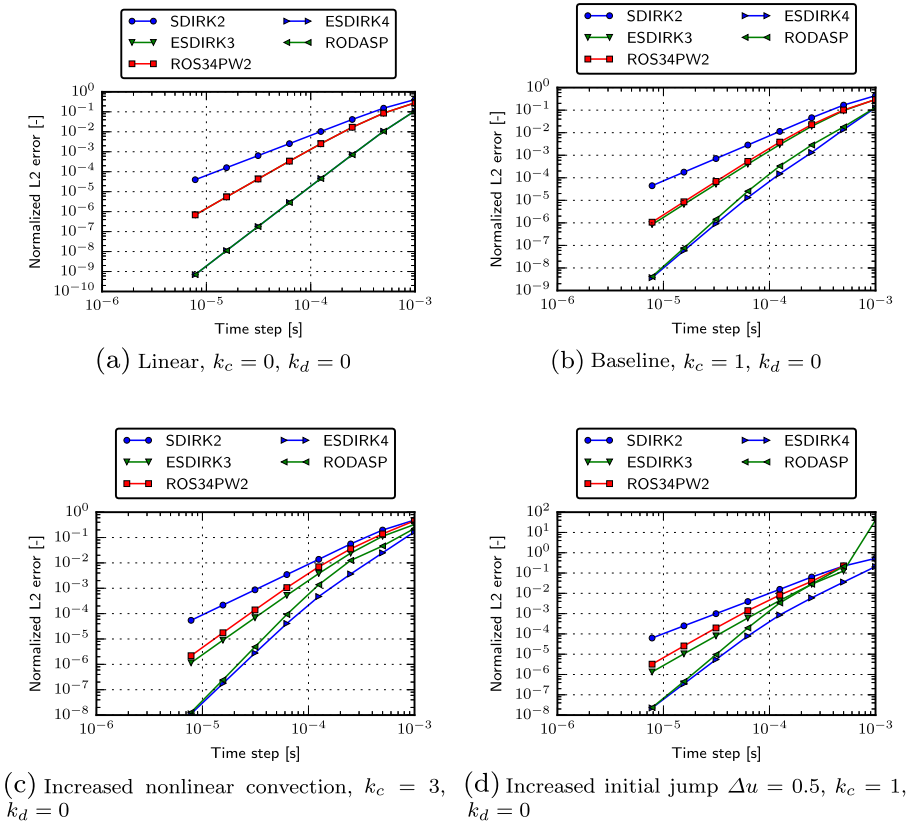 SDIRK2
ESDIRK3
ROS34PW2
ESDIRK4
RODASP
10^0
10^-1
10^-2
10^-3
10^-4
10^-5
10^-6
10^-7
10^-8
10^-9
10^-10
Normalized L2 error [-]
10^-6 10^-5 10^-4 10^-3
Time step [s]
(a) Linear, k_c = 0, k_d = 0
SDIRK2
ESDIRK3
ROS34PW2
ESDIRK4
RODASP
10^0
10^-1
10^-2
10^-3
10^-4
10^-5
10^-6
10^-7
10^-8
10^-9
Normalized L2 error [-]
10^-6 10^-5 10^-4 10^-3
Time step [s]
(b) Baseline, k_c = 1, k_d = 0
SDIRK2
ESDIRK3
ROS34PW2
ESDIRK4
RODASP
10^0
10^-1
10^-2
10^-3
10^-4
10^-5
10^-6
10^-7
10^-8
Normalized L2 error [-]
10^-6 10^-5 10^-4 10^-3
Time step [s]
(c) Increased nonlinear convection, k_c = 3,
k_d = 0
SDIRK2
ESDIRK3
ROS34PW2
ESDIRK4
RODASP
10^2
10^1
10^0
10^-1
10^-2
10^-3
10^-4
10^-5
10^-6
10^-7
10^-8
Normalized L2 error [-]
10^-6 10^-5 10^-4 10^-3
Time step [s]
(d) Increased initial jump Δu = 0.5, k_c = 1,
k_d = 0